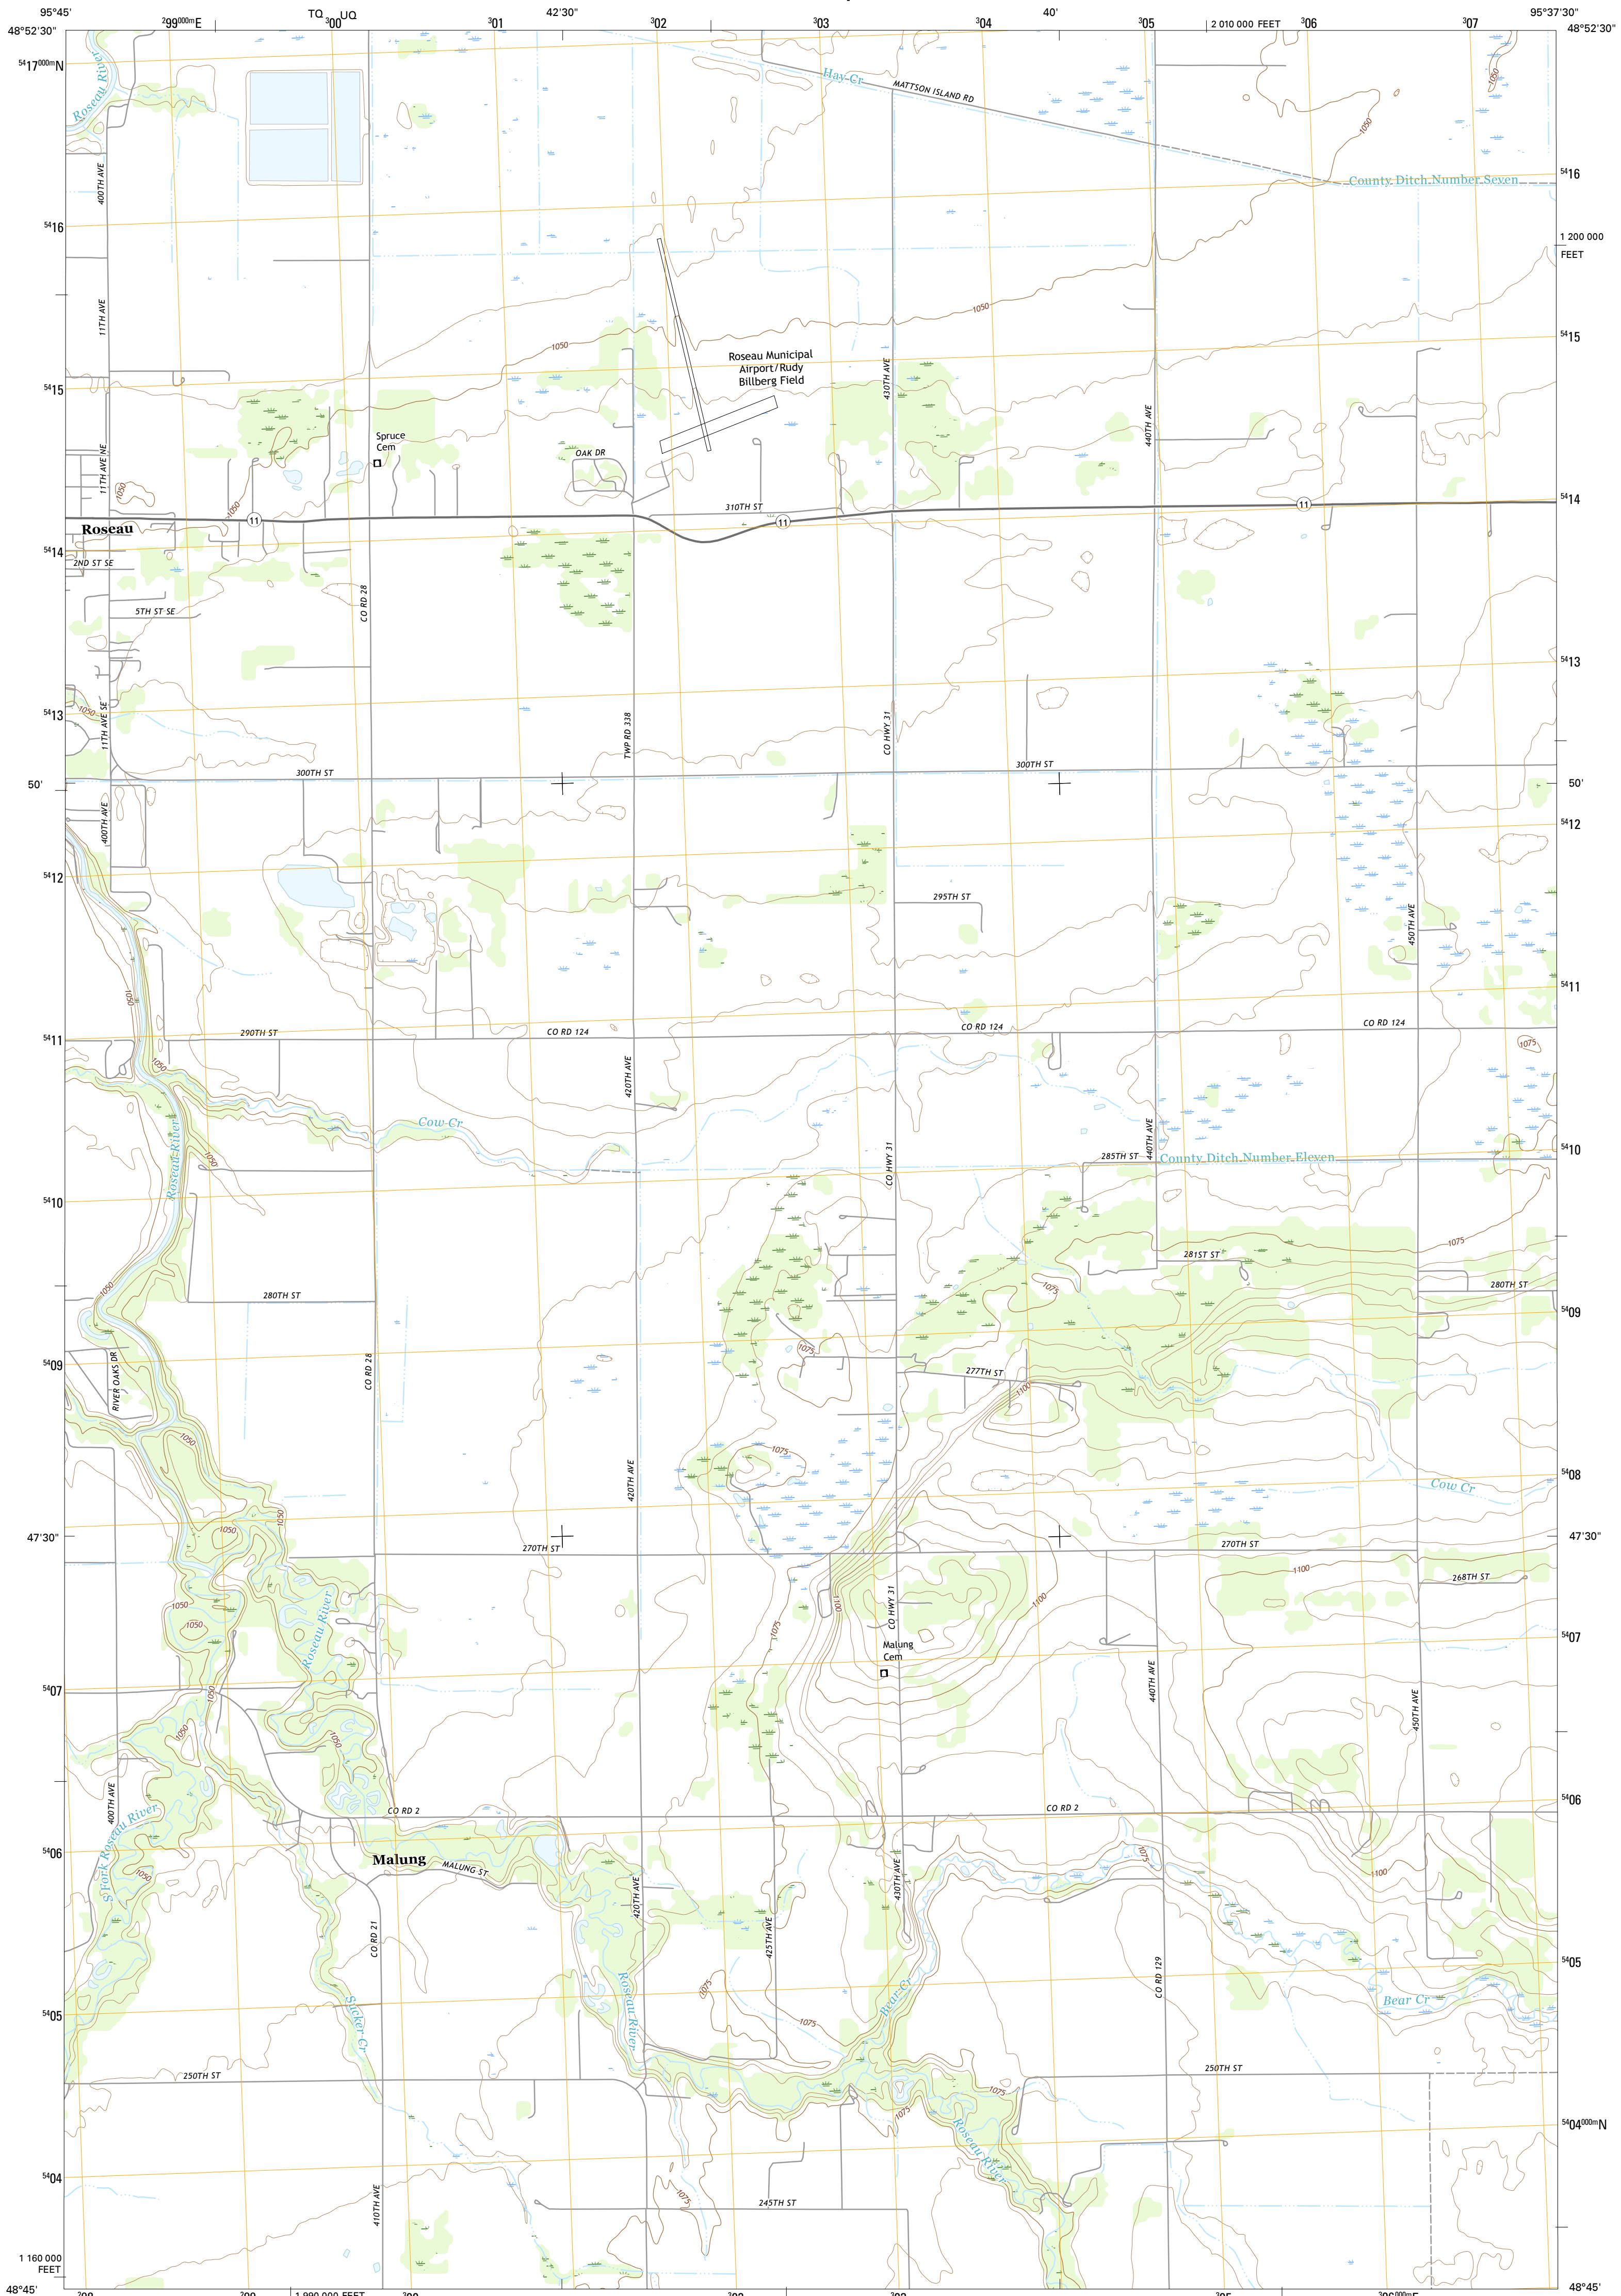 95°45'
²99⁰⁰⁰ᵐE
TQ
UQ
³00
³01
42'30"
³02
³03
³04
40'
³05
2 010 000 FEET
³06
³07
95°37'30"
48°52'30"
48°52'30"
⁵⁴17⁰⁰⁰ᵐN
Roseau River
Hay Cr
MATTSON ISLAND RD
1050
1050
400TH AVE
County Ditch Number Seven
⁵⁴16
⁵⁴16
1 200 000
FEET
11TH AVE
1050
1050
⁵⁴15
Roseau Municipal
Airport/Rudy
Billberg Field
430TH AVE
⁵⁴15
440TH AVE
Spruce
Cem
OAK DR
11TH AVE NE
1050
1050
310TH ST
11
11
11
⁵⁴14
Roseau
⁵⁴14
2ND ST SE
CO RD 28
5TH ST SE
⁵⁴13
1050
⁵⁴13
11TH AVE SE
TWP RD 338
CO HWY 31
300TH ST
300TH ST
50'
50'
400TH AVE
⁵⁴12
⁵⁴12
295TH ST
450TH AVE
1050
⁵⁴11
290TH ST
CO RD 124
CO RD 124
CO RD 124
⁵⁴11
1075
1050
420TH AVE
Cow Cr
Roseau River
1050
CO HWY 31
440TH AVE
285TH ST
County Ditch Number Eleven
⁵⁴10
⁵⁴10
1075
281ST ST
1050
280TH ST
1075
280TH ST
⁵⁴09
⁵⁴09
RIVER OAKS DR
CO RD 28
1075
277TH ST
1100
1050
1075
420TH AVE
⁵⁴08
Cow Cr
1050
1050
47'30"
47'30"
270TH ST
270TH ST
1100
268TH ST
1050
1050
Roseau River
1075
1100
CO HWY 31
1100
Malung
Cem
⁵⁴07
⁵⁴07
1050
440TH AVE
450TH AVE
1050
1050
400TH AVE
CO RD 2
CO RD 2
⁵⁴06
S Fork Roseau River
⁵⁴06
Malung
MALUNG ST
1075
1050
1100
430TH AVE
420TH AVE
425TH AVE
CO RD 21
CO RD 129
⁵⁴05
1075
Roseau River
Bear Cr
Bear Cr
⁵⁴05
Sucker Cr
1075
250TH ST
250TH ST
1075
1075
Roseau River
⁵⁴04⁰⁰⁰ᵐN
⁵⁴04
1075
245TH ST
410TH AVE
1 160 000
FEET
48°45'
1 990 000 FEET
48°45'